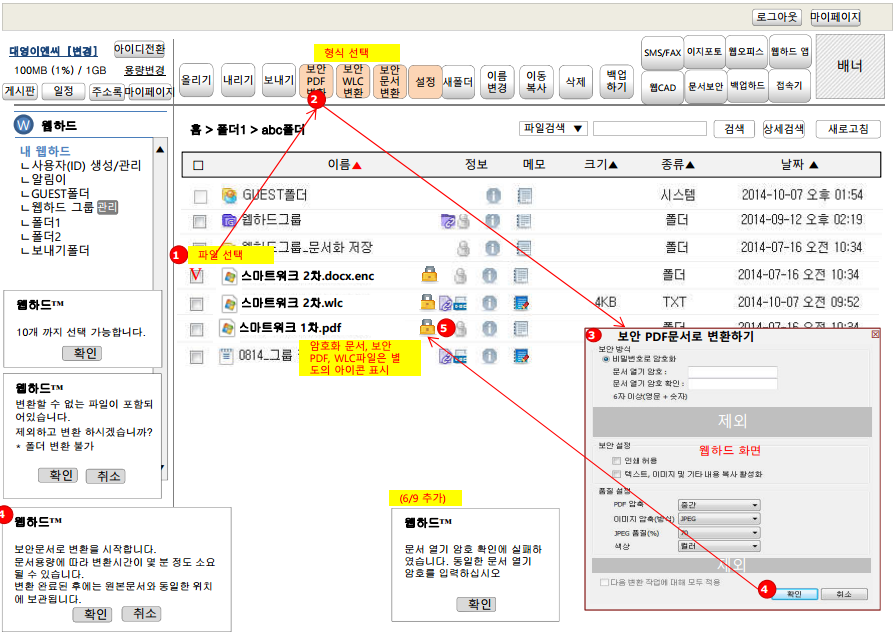 로그아웃 마이페이지
대영이앤씨 [변경] 아이디전환
100MB (1%) / 1GB 용량변경
게시판 일정 주소록 마이페이지
형식 선택
올리기 내리기 보내기 보안 PDF 변환 보안 WLC 변환 보안 문서 변환 설정 새폴더 이름 변경 이동 복사 삭제 백업 하기
2
SMS/FAX 이지포토 웹오피스 웹하드 앱
웹CAD 문서보안 백업하드 접속기
배너
W 웹하드
내 웹하드
사용자(ID) 생성/관리
알림이
GUEST폴더
웹하드 그룹 관리
폴더1
폴더2
보내기폴더
홈 > 폴더1 > abc폴더
파일검색 ▼ 검색 상세검색 새로고침
이름▲ 정보 메모 크기▲ 종류▲ 날짜 ▲
GUEST폴더 시스템 2014-10-07 오후 01:54
웹하드그룹 폴더 2014-09-12 오후 02:19
웹하드그룹_문서화 저장 폴더 2014-07-16 오전 10:34
1 파일 선택
V 스마트워크 2차.docx.enc 폴더 2014-07-16 오전 10:34
스마트워크 2차.wlc 4KB TXT 2014-10-07 오전 09:52
스마트워크 1차.pdf 5 폴더 2014-07-16 오전 10:34
0814_그룹
암호화 문서, 보안
PDF, WLC파일은 별
도의 아이콘 표시
웹하드™
10개 까지 선택 가능합니다.
확인
웹하드™
변환할 수 없는 파일이 포함되
어있습니다.
제외하고 변환 하시겠습니까?
* 폴더 변환 불가
확인 취소
4
웹하드™
보안문서로 변환을 시작합니다.
문서용량에 따라 변환시간이 몇 분 정도 소요
될 수 있습니다.
변환 완료된 후에는 원본문서와 동일한 위치
에 보관됩니다.
확인 취소
(6/9 추가)
웹하드™
문서 열기 암호 확인에 실패하
였습니다. 동일한 문서 열기
암호를 입력하십시오
확인
3 보안 PDF문서로 변환하기
보안 방식
비밀번호로 암호화
문서 열기 암호 :
문서 열기 암호 확인 :
6자 이상(영문 + 숫자)
제외
보안 설정
웹하드 화면
인쇄 허용
텍스트, 이미지 및 기타 내용 복사 활성화
품질 설정
PDF 압축 중간
이미지 압축(방식) JPEG
JPEG 품질(%) 70
색상 컬러
제외
다음 변환 작업에 대해 모두 적용
4 확인 취소